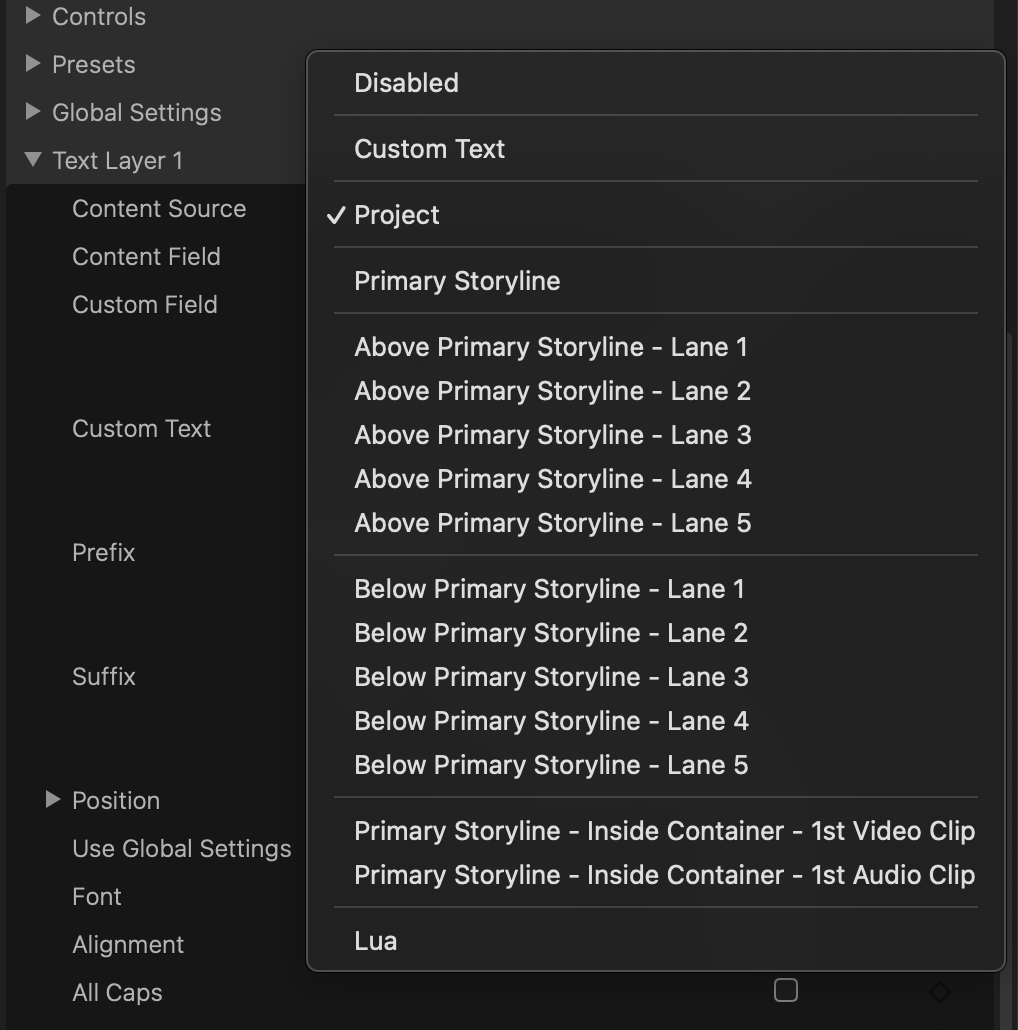 Controls
Presets
Global Settings
Text Layer 1
Content Source
Content Field
Custom Field
Custom Text
Prefix
Suffix
Position
Use Global Settings
Font
Alignment
All Caps
Disabled
Custom Text
Project
Primary Storyline
Above Primary Storyline - Lane 1
Above Primary Storyline - Lane 2
Above Primary Storyline - Lane 3
Above Primary Storyline - Lane 4
Above Primary Storyline - Lane 5
Below Primary Storyline - Lane 1
Below Primary Storyline - Lane 2
Below Primary Storyline - Lane 3
Below Primary Storyline - Lane 4
Below Primary Storyline - Lane 5
Primary Storyline - Inside Container - 1st Video Clip
Primary Storyline - Inside Container - 1st Audio Clip
Lua